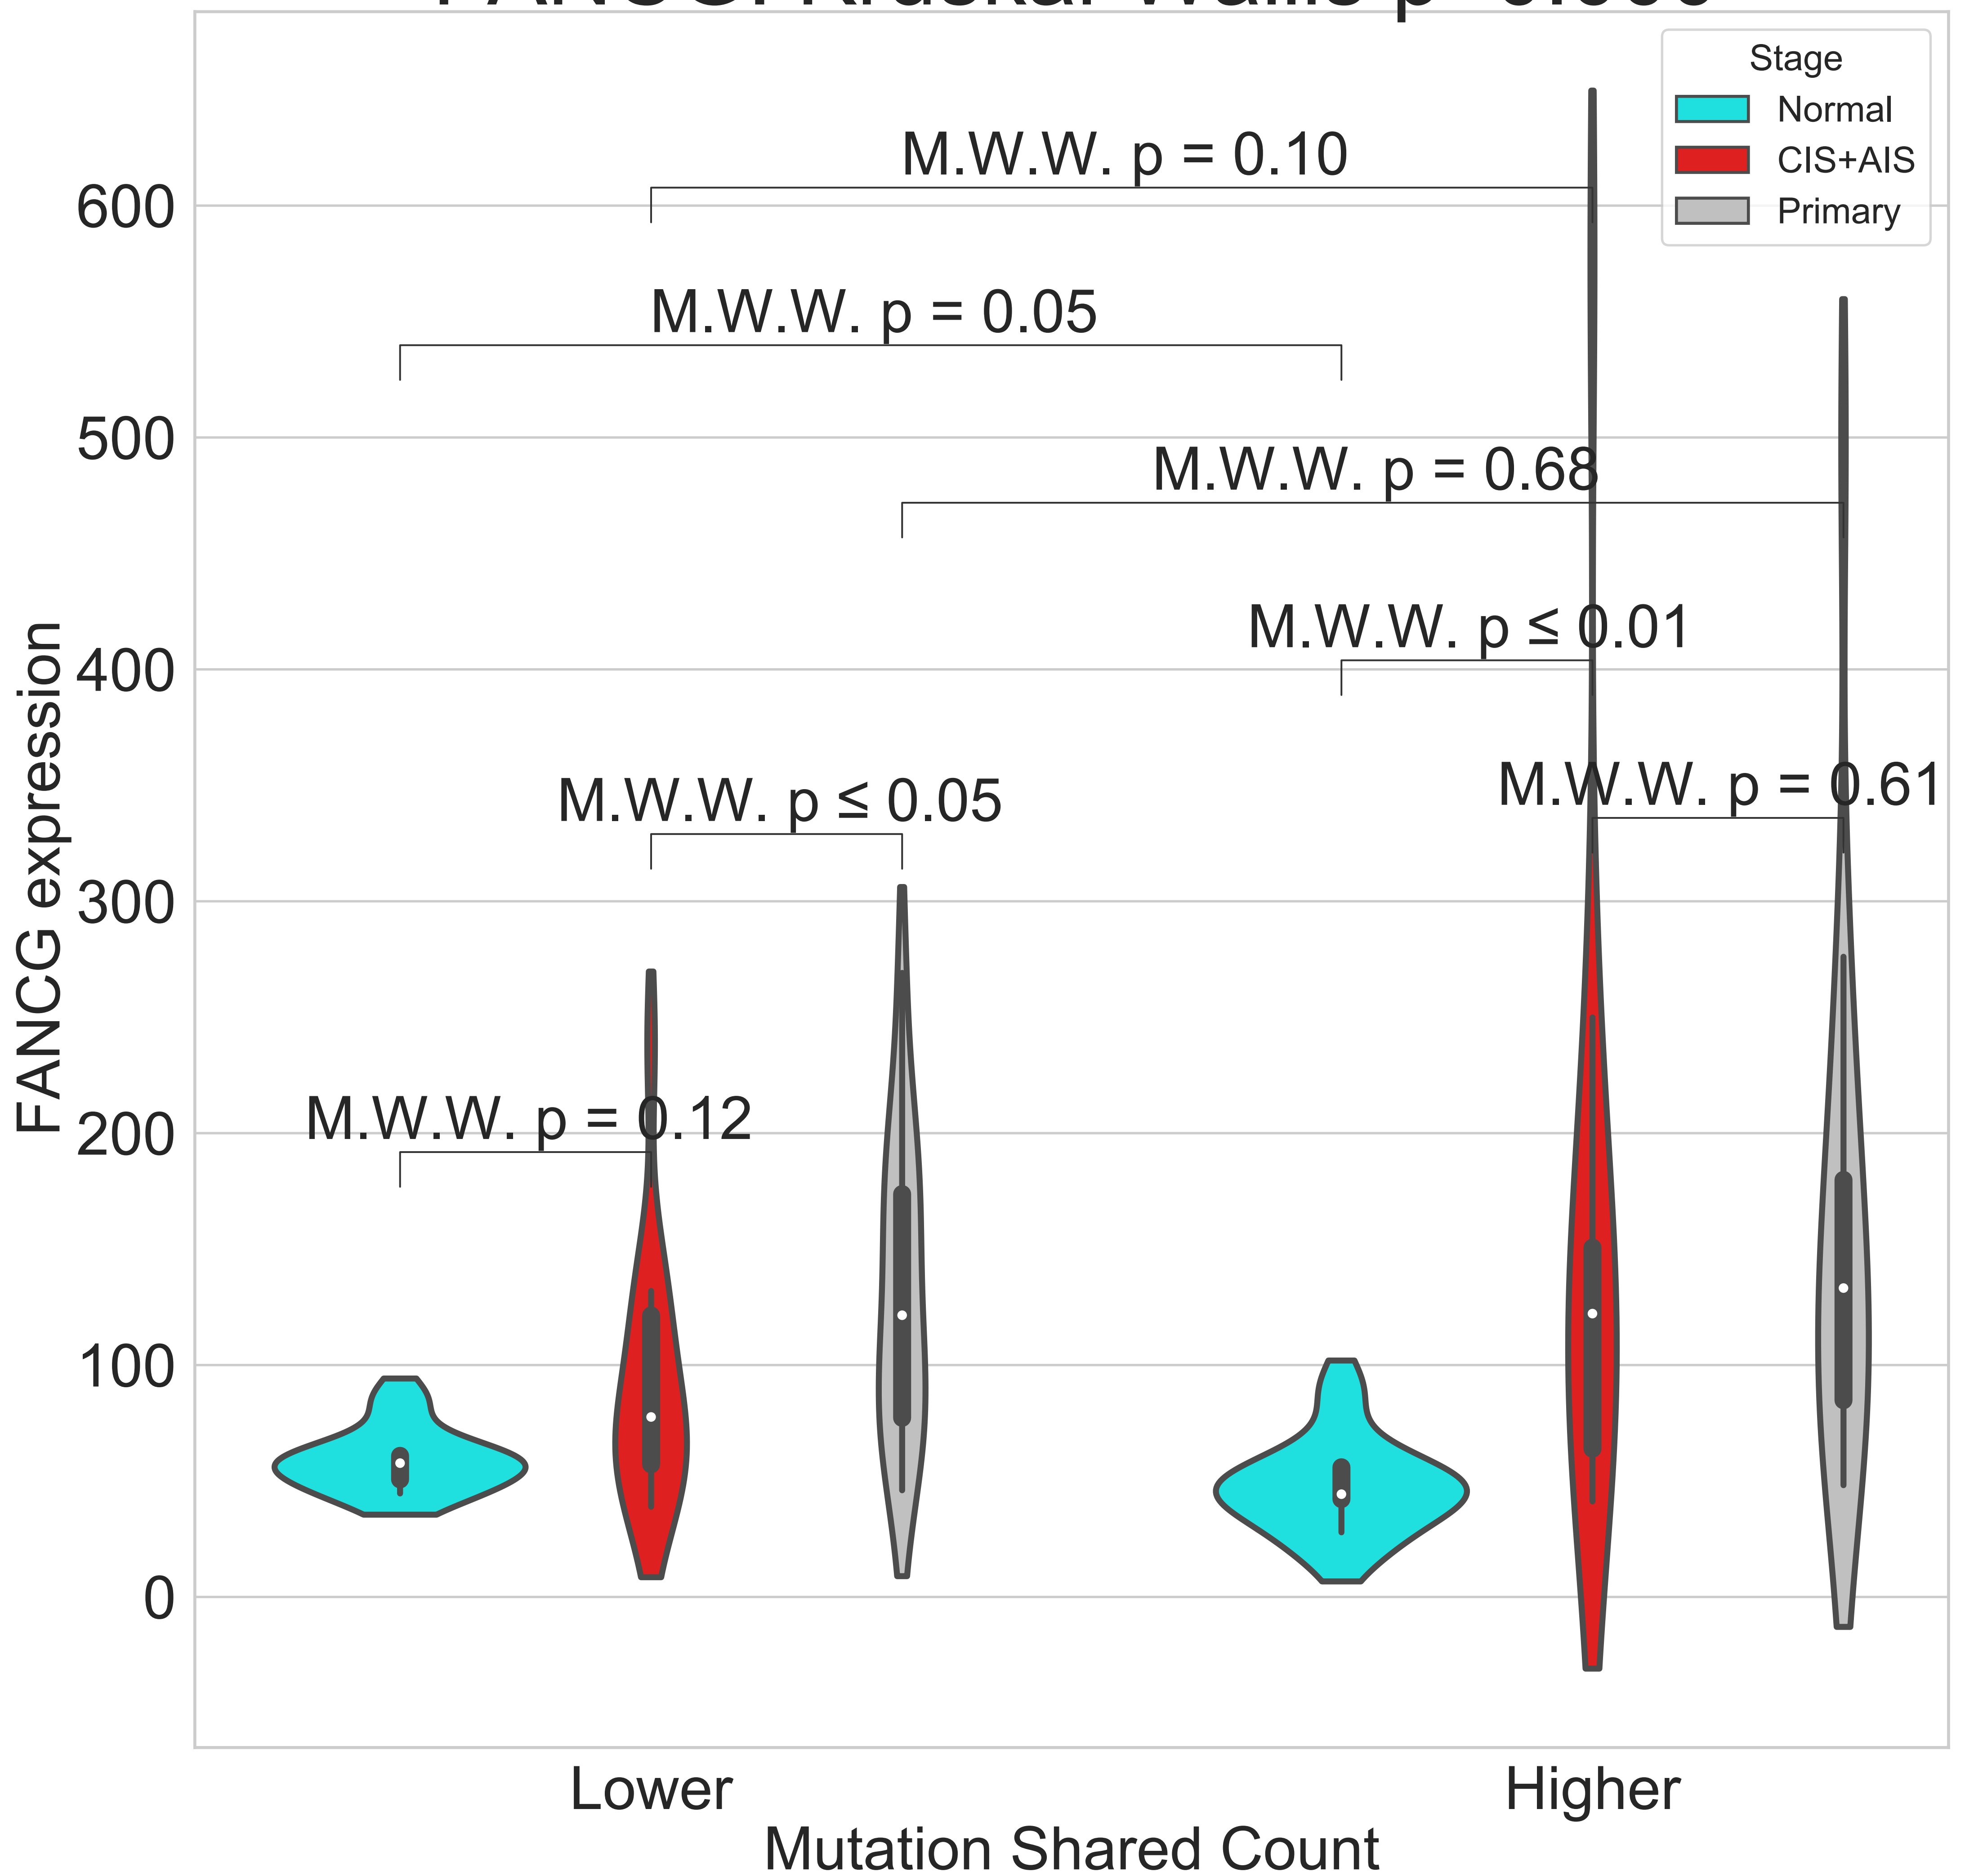 Stage
Normal
CIS+AIS
Primary
M.W.W. p = 0.10
M.W.W. p = 0.05
M.W.W. p = 0.68
M.W.W. p ≤ 0.01
M.W.W. p ≤ 0.05
M.W.W. p = 0.61
M.W.W. p = 0.12
600
500
400
300
200
100
0
FANCG expression
Lower
Higher
Mutation Shared Count